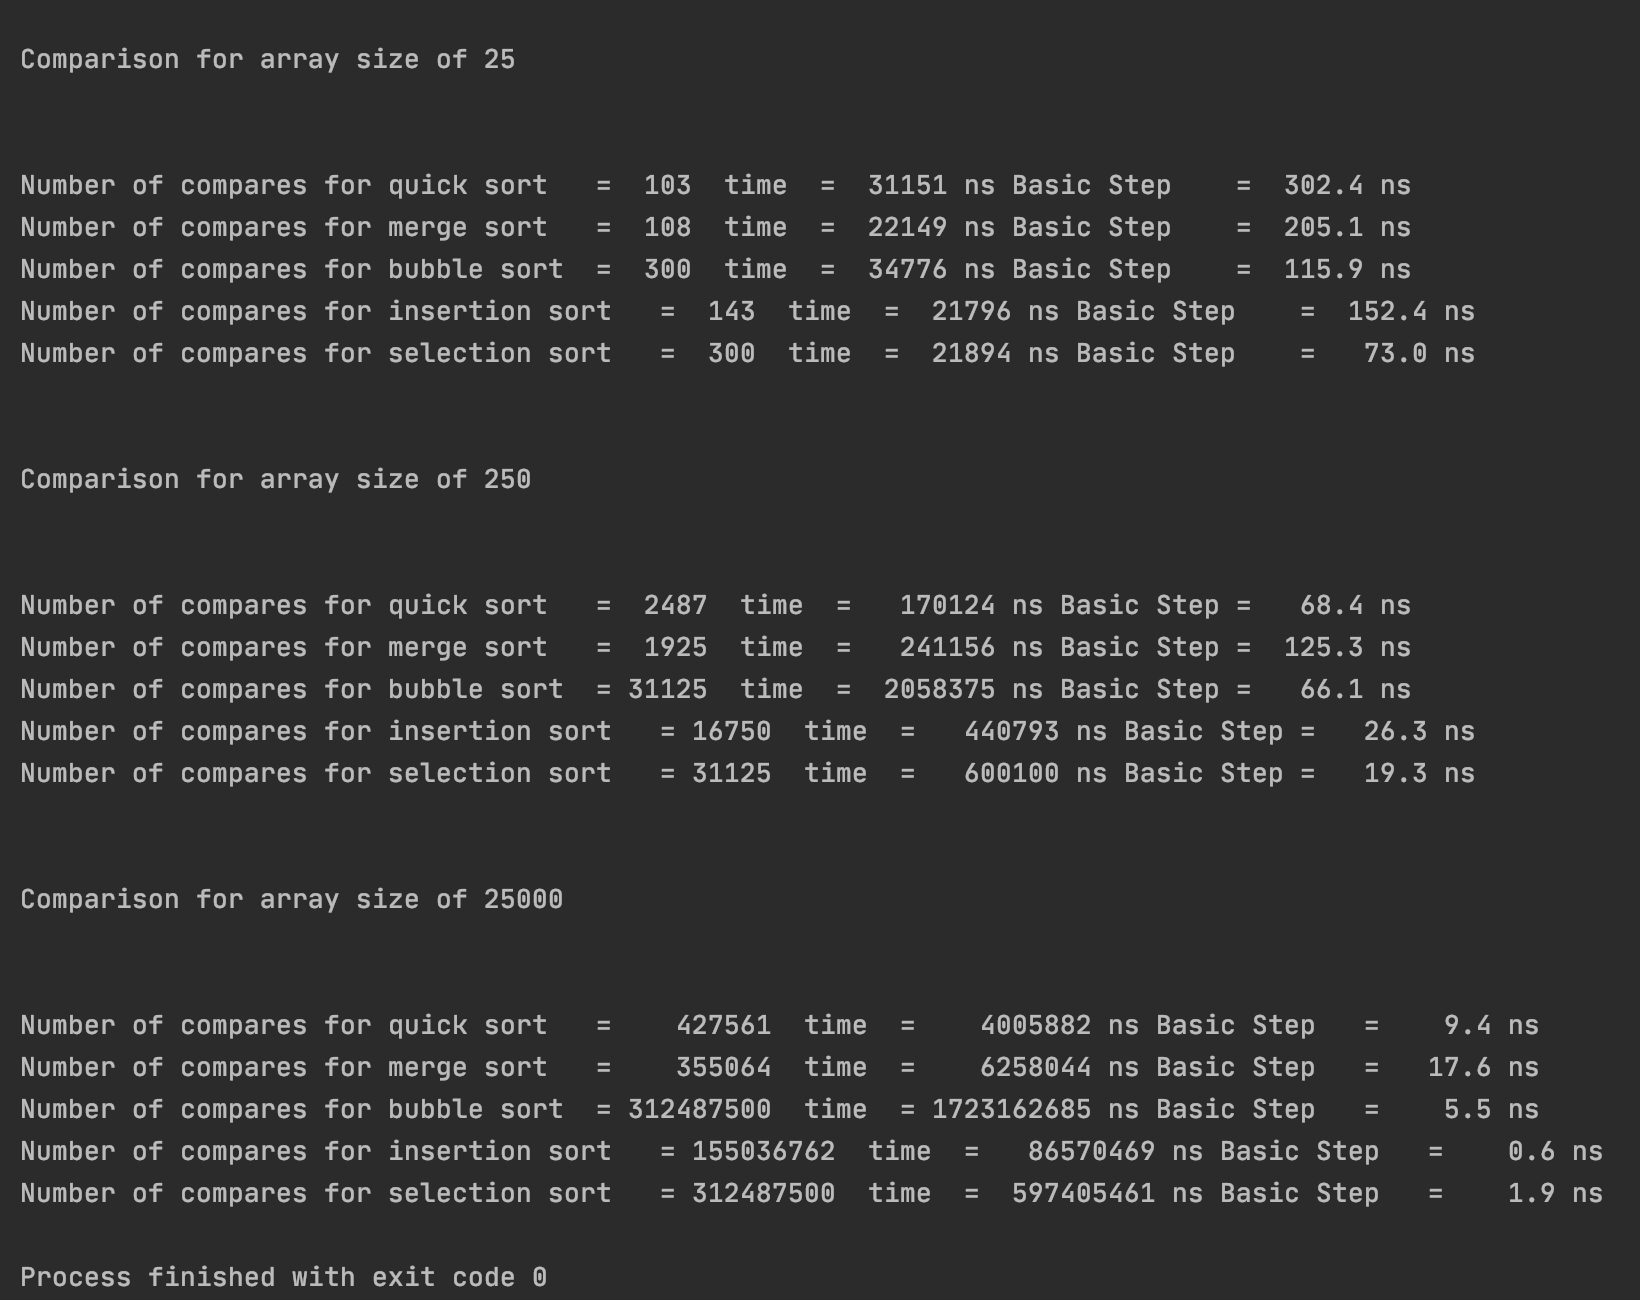 Comparison for array size of 25
Number of compares for quick sort   =  103  time  =  31151 ns Basic Step    =  302.4 ns
Number of compares for merge sort   =  108  time  =  22149 ns Basic Step    =  205.1 ns
Number of compares for bubble sort  =  300  time  =  34776 ns Basic Step    =  115.9 ns
Number of compares for insertion sort   =  143  time  =  21796 ns Basic Step    =  152.4 ns
Number of compares for selection sort   =  300  time  =  21894 ns Basic Step    =   73.0 ns
Comparison for array size of 250
Number of compares for quick sort   =  2487  time  =   170124 ns Basic Step =   68.4 ns
Number of compares for merge sort   =  1925  time  =   241156 ns Basic Step =  125.3 ns
Number of compares for bubble sort  = 31125  time  =  2058375 ns Basic Step =   66.1 ns
Number of compares for insertion sort   = 16750  time  =   440793 ns Basic Step =   26.3 ns
Number of compares for selection sort   = 31125  time  =   600100 ns Basic Step =   19.3 ns
Comparison for array size of 25000
Number of compares for quick sort   =    427561  time  =    4005882 ns Basic Step   =    9.4 ns
Number of compares for merge sort   =    355064  time  =    6258044 ns Basic Step   =   17.6 ns
Number of compares for bubble sort  = 312487500  time  = 1723162685 ns Basic Step   =    5.5 ns
Number of compares for insertion sort   = 155036762  time  =   86570469 ns Basic Step   =    0.6 ns
Number of compares for selection sort   = 312487500  time  =  597405461 ns Basic Step   =    1.9 ns
Process finished with exit code 0